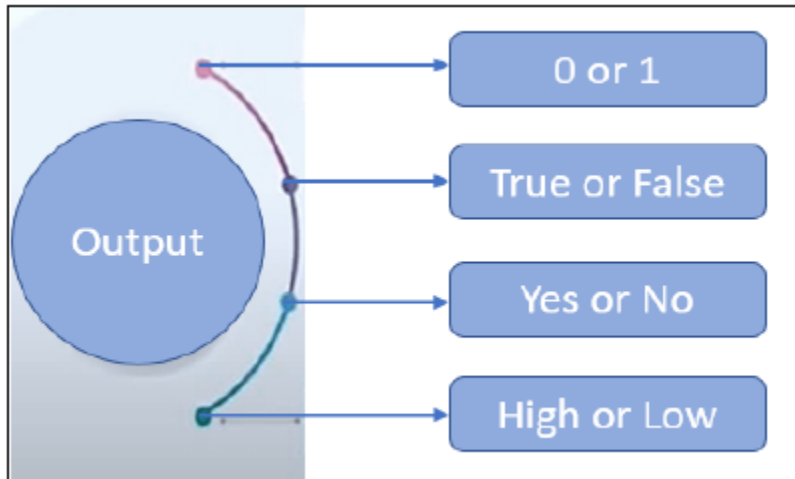 0 or 1
True or False
Output
Yes or No
High or Low